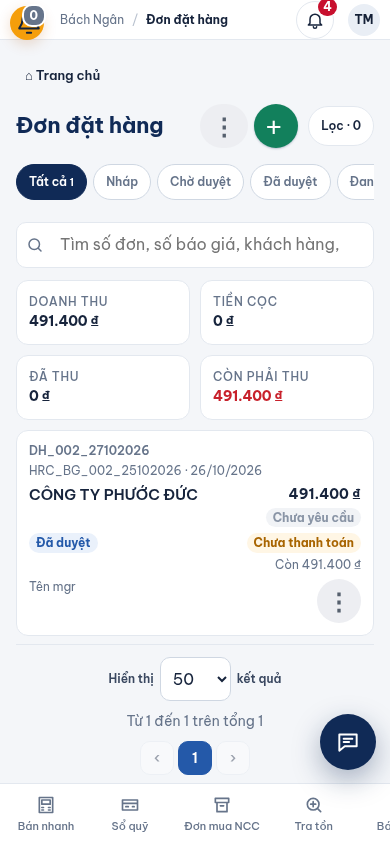 0
Bách Ngân / Đơn đặt hàng
4
TM
Trang chủ
Đơn đặt hàng
Lọc · 0
Tất cả 1 Nháp Chờ duyệt Đã duyệt Đan
Tìm số đơn, số báo giá, khách hàng,
DOANH THU
491.400 ₫
TIỀN CỌC
0 ₫
ĐÃ THU
0 ₫
CÒN PHẢI THU
491.400 ₫
DH_002_27102026
HRC_BG_002_25102026 · 26/10/2026
CÔNG TY PHƯỚC ĐỨC 491.400 ₫
Chưa yêu cầu
Đã duyệt Chưa thanh toán
Còn 491.400 ₫
Tên mgr
Hiển thị 50 kết quả
Từ 1 đến 1 trên tổng 1
‹ 1 ›
Bán nhanh Sổ quỹ Đơn mua NCC Tra tồn Bá